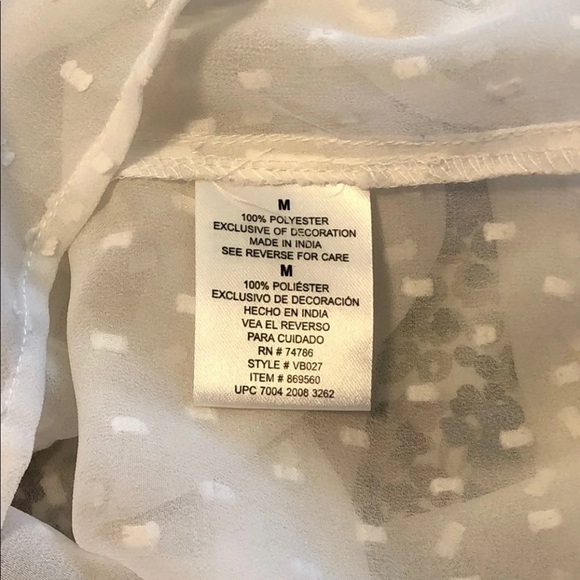 M
100% POLYESTER
EXCLUSIVE OF DECORATION
MADE IN INDIA
SEE REVERSE FOR CARE
M
100% POLIÉSTER
EXCLUSIVO DE DECORACIÓN
HECHO EN INDIA
VEA EL REVERSO
PARA CUIDADO
RN # 74786
STYLE # VB027
ITEM # 869560
UPC 7004 2008 3262